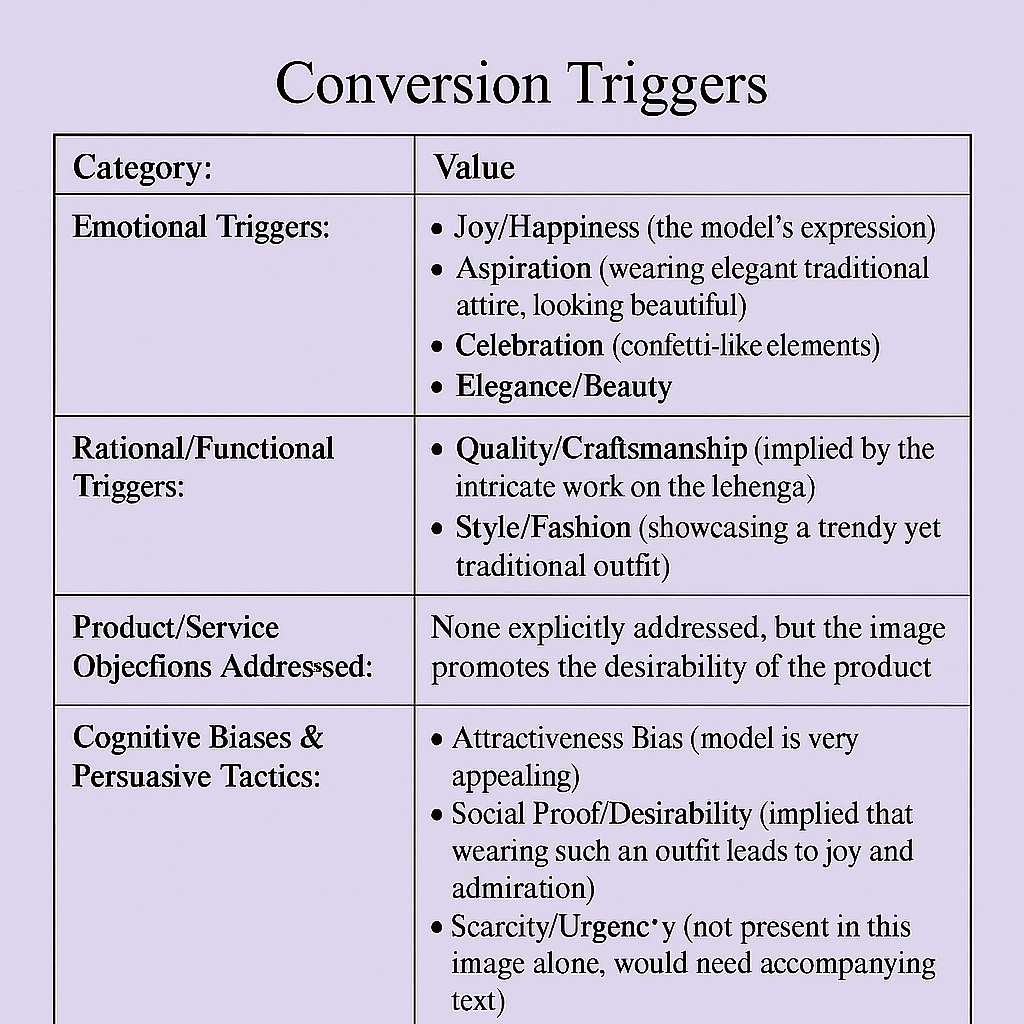 Conversion Triggers
Category:
Value
Emotional Triggers:
• Joy/Happiness (the model's expression)
• Aspiration (wearing elegant traditional
attire, looking beautiful)
• Celebration (confetti-like elements)
• Elegance/Beauty
Rational/Functional
Triggers:
• Quality/Craftsmanship (implied by the
intricate work on the lehenga)
• Style/Fashion (showcasing a trendy yet
traditional outfit)
Product/Service
Objecfions Addressed:
None explicitly addressed, but the image
promotes the desirability of the product
Cognitive Biases &
Persuasive Tactics:
• Attractiveness Bias (model is very
appealing)
• Social Proof/Desirability (implied that
wearing such an outfit leads to joy and
admiration)
• Scarcity/Urgenc•y (not present in this
image alone, would need accompanying
text)